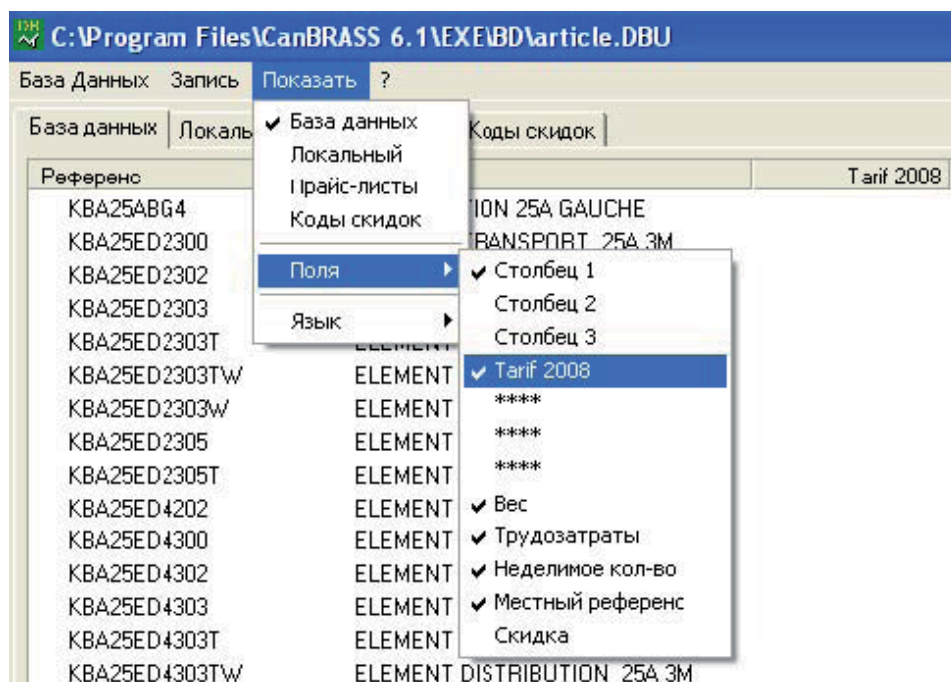 C:\Program Files\CanBRASS 6.1\EXE\BD\article.DBU
База Данных Запись Показать ?
База данных Локаль Коды скидок
База данных
Локальный
Прайс-листы
Коды скидок
Поля
Язык
Референс Tarif 2008
KBA25ABG4 ION 25A GAUCHE
KBA25ED2300 RANSPORT 25A 3M
KBA25ED2302
KBA25ED2303
KBA25ED2303T ELEMENT
KBA25ED2303TW ELEMENT
KBA25ED2303W ELEMENT
KBA25ED2305 ELEMENT
KBA25ED2305T ELEMENT
KBA25ED4202 ELEMENT
KBA25ED4300 ELEMENT
KBA25ED4302 ELEMENT
KBA25ED4303 ELEMENT
KBA25ED4303T ELEMENT
KBA25ED4303TW ELEMENT DISTRIBUTION 25A 3M
Столбец 1
Столбец 2
Столбец 3
Tarif 2008
****
****
****
Вес
Трудозатраты
Неделимое кол-во
Местный референс
Скидка